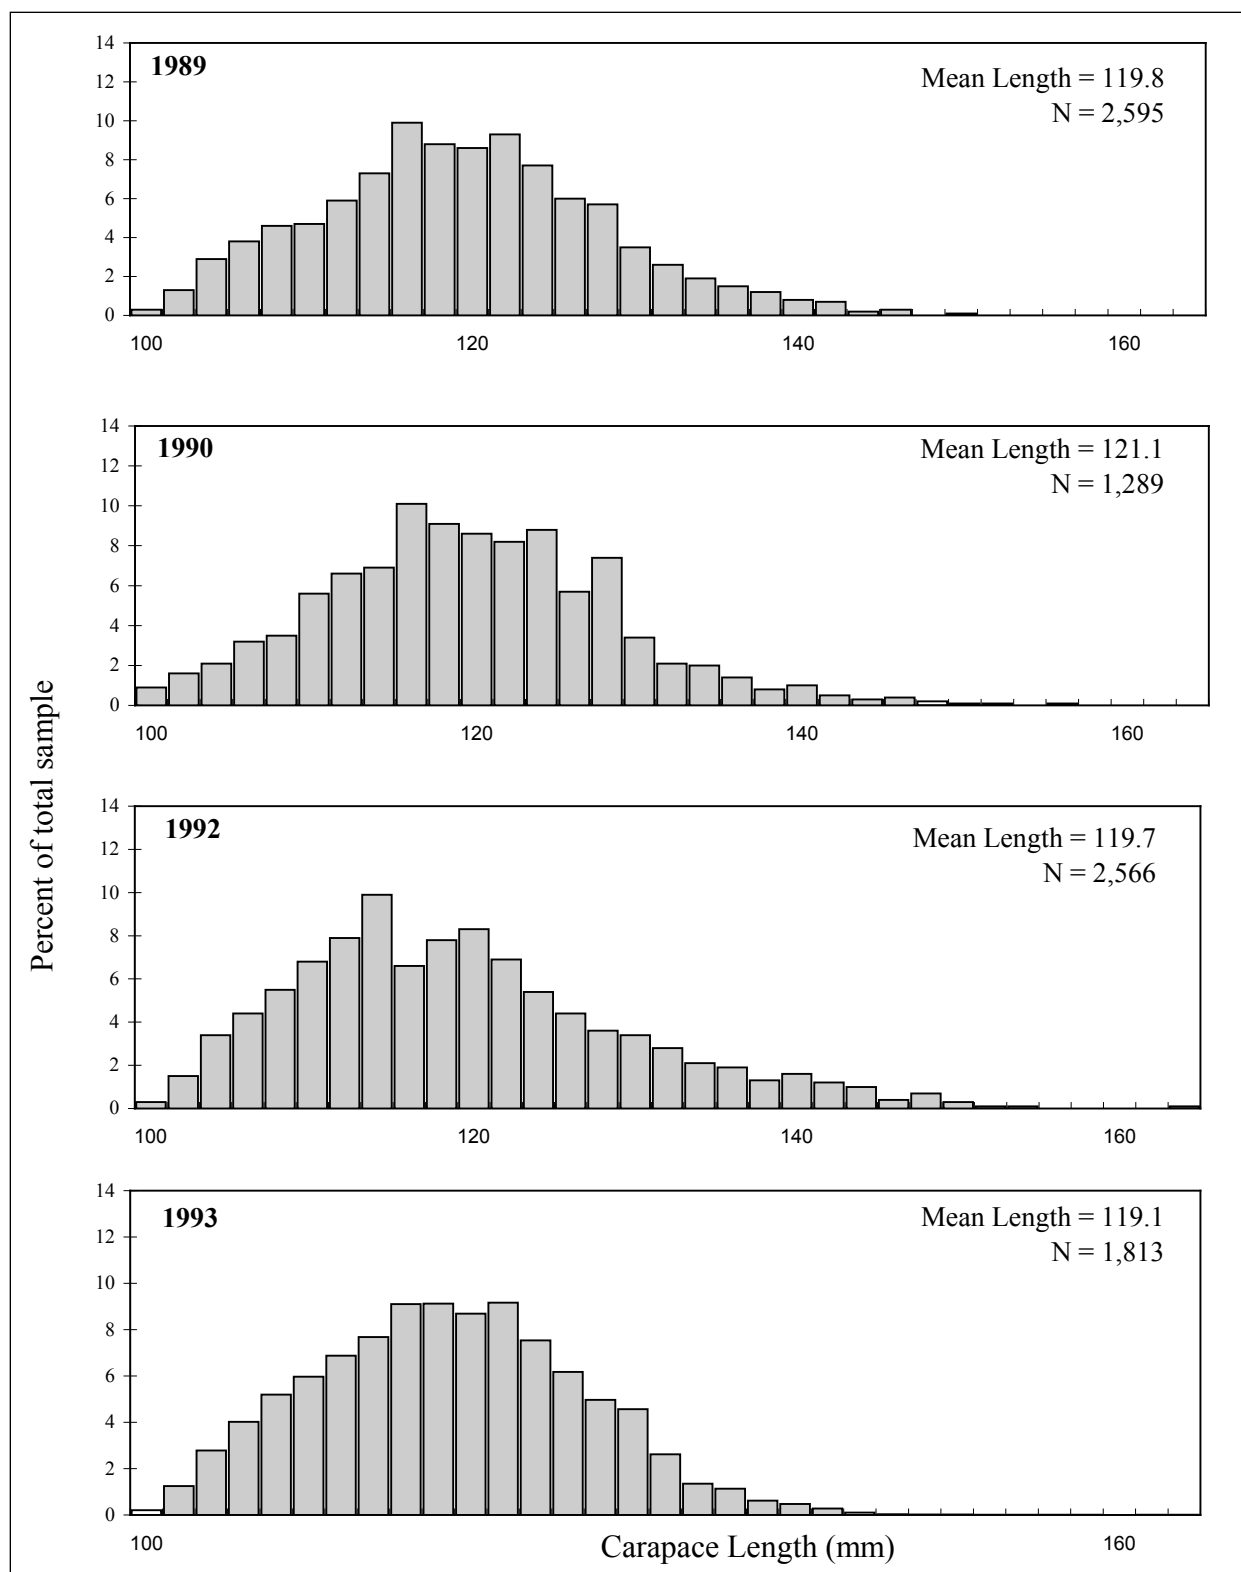 14
12
10
8
6
4
2
0
1989
Mean Length = 119.8
N = 2,595
100 120 140 160
14
12
10
8
6
4
2
0
1990
Mean Length = 121.1
N = 1,289
100 120 140 160
Percent of total sample
14
12
10
8
6
4
2
0
1992
Mean Length = 119.7
N = 2,566
100 120 140 160
14
12
10
8
6
4
2
0
1993
Mean Length = 119.1
N = 1,813
100 160
Carapace Length (mm)